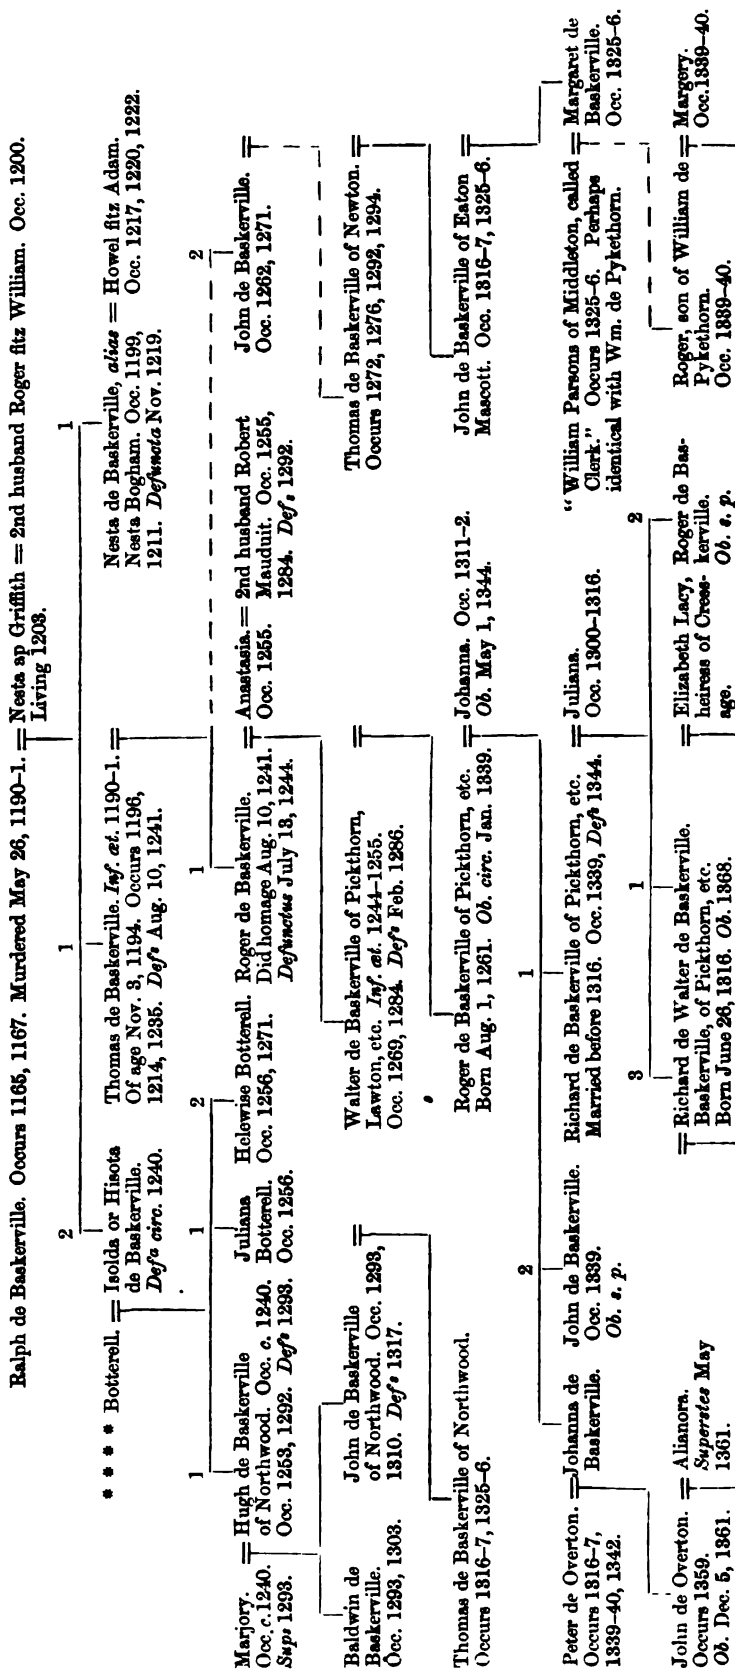 Ralph de Baskerville. Occurs 1165, 1167. Murdered May 26, 1190-1. = Nesta ap Griffith = 2nd husband Roger fitz William. Occ. 1200.
Living 1203.
2
1
1
* * * * Botterell. = Isolda or Hisota
de Baskerville.
Defᵃ circ. 1240.
Thomas de Baskerville. Inf. æt. 1190-1. =
Of age Nov. 3, 1194. Occurs 1196,
1214, 1235. Defˢ Aug. 10, 1241.
Nesta de Baskerville, alias = Howel fitz Adam.
Nesta Bogham. Occ. 1199, Occ. 1217, 1220, 1222.
1211. Defuncta Nov. 1219.
1
1
2
1
2
Marjory. = Hugh de Baskerville
Occ. c. 1240. of Northwood. Occ. c. 1240.
Supˢ 1293. Occ. 1253, 1292. Defˢ 1293.
Juliana
Botterell.
Occ. 1256.
Helewise Botterell.
Occ. 1256, 1271.
Roger de Baskerville. = Anastasia. = 2nd husband Robert
Did homage Aug. 10, 1241. Occ. 1255. Mauduit. Occ. 1255,
Defunctus July 13, 1244. 1284. Defˢ 1292.
John de Baskerville. =
Occ. 1262, 1271.
Baldwin de
Baskerville.
Occ. 1293, 1303.
John de Baskerville =
of Northwood. Occ. 1293,
1310. Defˢ 1317.
Walter de Baskerville of Pickthorn, =
Lawton, etc. Inf. æt. 1244-1255.
Occ. 1269, 1284. Defˢ Feb. 1286.
Thomas de Baskerville of Newton. =
Occurs 1272, 1276, 1292, 1294.
Thomas de Baskerville of Northwood.
Occurs 1316-7, 1325-6.
Roger de Baskerville of Pickthorn, etc. = Johanna. Occ. 1311-2.
Born Aug. 1, 1261. Ob. circ. Jan. 1339. Ob. May 1, 1344.
John de Baskerville of Eaton =
Mascott. Occ. 1316-7, 1325-6.
2
1
Peter de Overton. = Johanna de
Occurs 1316-7, Baskerville.
1339-40, 1342.
John de Baskerville.
Occ. 1339.
Ob. s. p.
Richard de Baskerville of Pickthorn, etc. = Juliana.
Married before 1316. Occ. 1339, Defˢ 1344. Occ. 1300-1316.
“William Parsons of Middleton, called = Margaret de
Clerk.” Occurs 1325-6. Perhaps Baskerville.
identical with Wm. de Pykethorn. Occ. 1325-6.
3
1
2
John de Overton. = Alianora.
Occurs 1359. Superstes May
Ob. Dec. 5, 1361. 1361.
= Richard de Walter de Baskerville. = Elizabeth Lacy,
Baskerville, of Pickthorn, etc. heiress of Cress-
Born June 26, 1316. Ob. 1368. age.
Roger de Bas-
kerville.
Ob. s. p.
Roger, son of William de = Margery.
Pykethorn. Occ. 1339-40.
Occ. 1339-40.